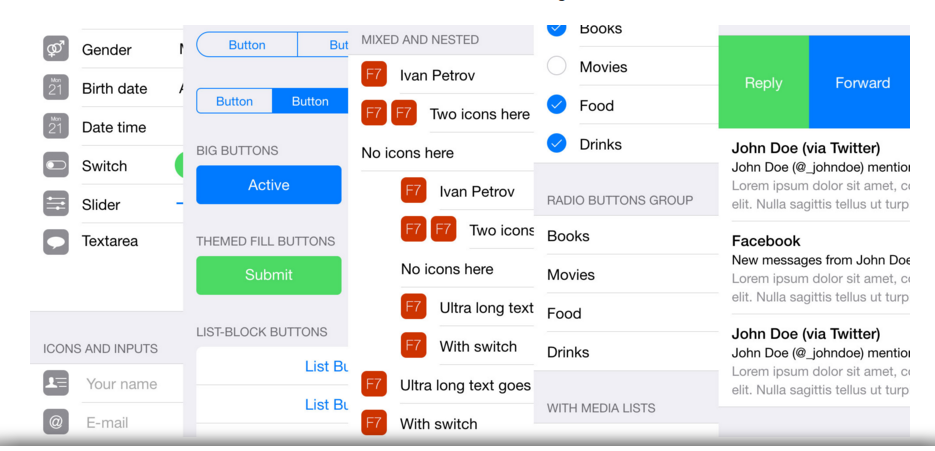 Gender
Mon
21
Birth date
Mon
21
Date time
Switch
Slider
Textarea
ICONS AND INPUTS
Your name
@
E-mail
Button
But
Button
Button
BIG BUTTONS
Active
THEMED FILL BUTTONS
Submit
LIST-BLOCK BUTTONS
List Bu
List Bu
MIXED AND NESTED
F7 Ivan Petrov
F7 F7 Two icons here
No icons here
F7 Ivan Petrov
F7 F7 Two icons
No icons here
F7 Ultra long text
F7 With switch
F7 Ultra long text goes
F7 With switch
Books
Movies
Food
Drinks
RADIO BUTTONS GROUP
Books
Movies
Food
Drinks
WITH MEDIA LISTS
Reply
Forward
John Doe (via Twitter)
John Doe (@_johndoe) mention
Lorem ipsum dolor sit amet, co
elit. Nulla sagittis tellus ut turp
Facebook
New messages from John Doe
Lorem ipsum dolor sit amet, co
elit. Nulla sagittis tellus ut turp
John Doe (via Twitter)
John Doe (@_johndoe) mention
Lorem ipsum dolor sit amet, co
elit. Nulla sagittis tellus ut turp